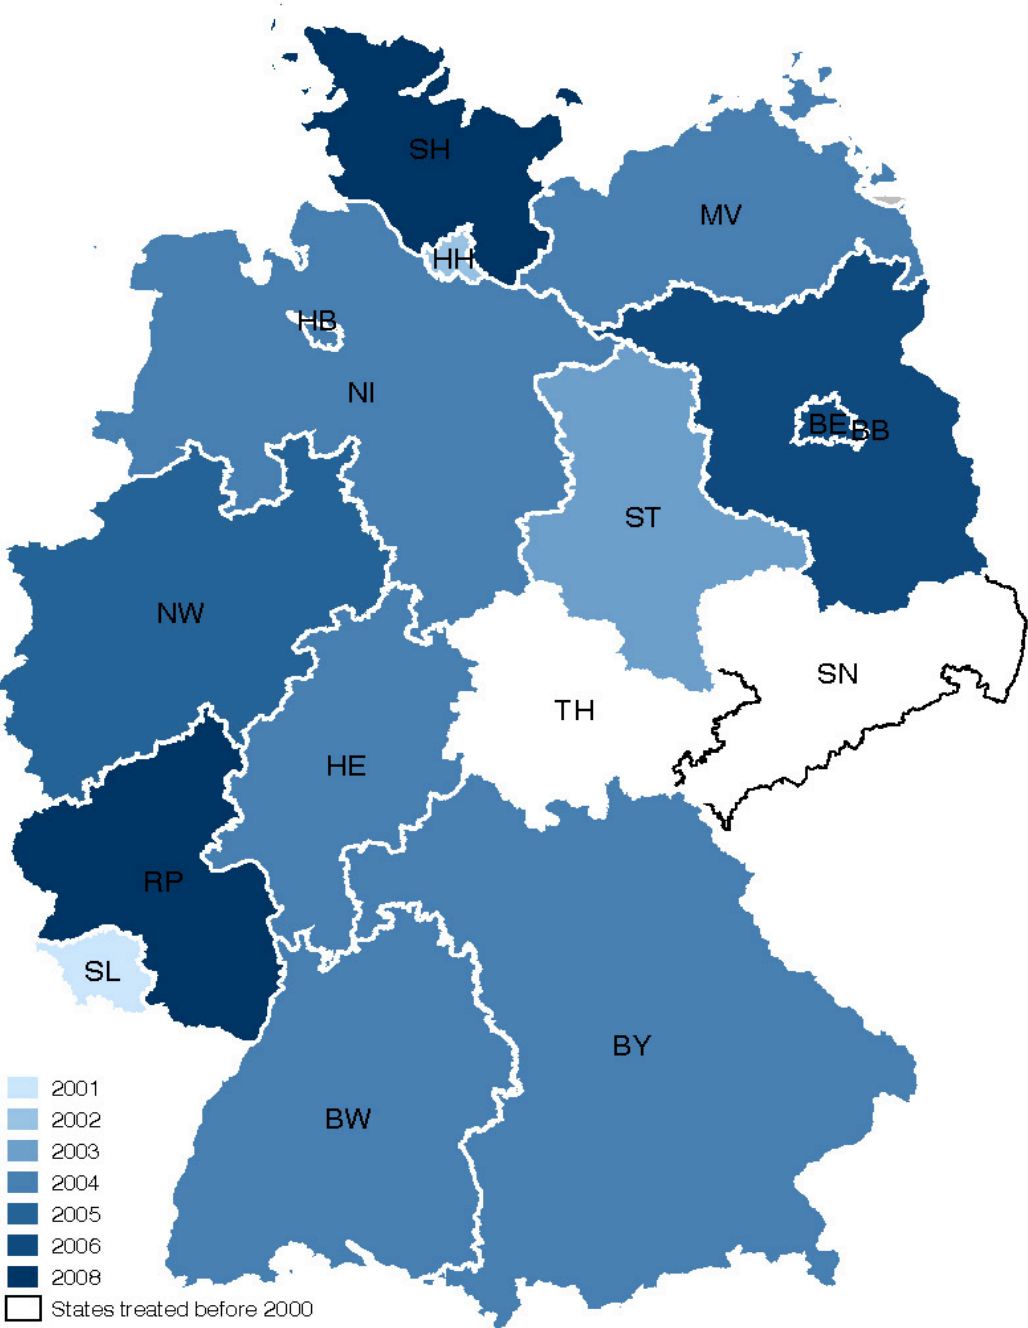 SH
MV
HH
HB
NI
BE
BB
ST
NW
SN
TH
HE
RP
SL
BY
BW
2001
2002
2003
2004
2005
2006
2008
States treated before 2000